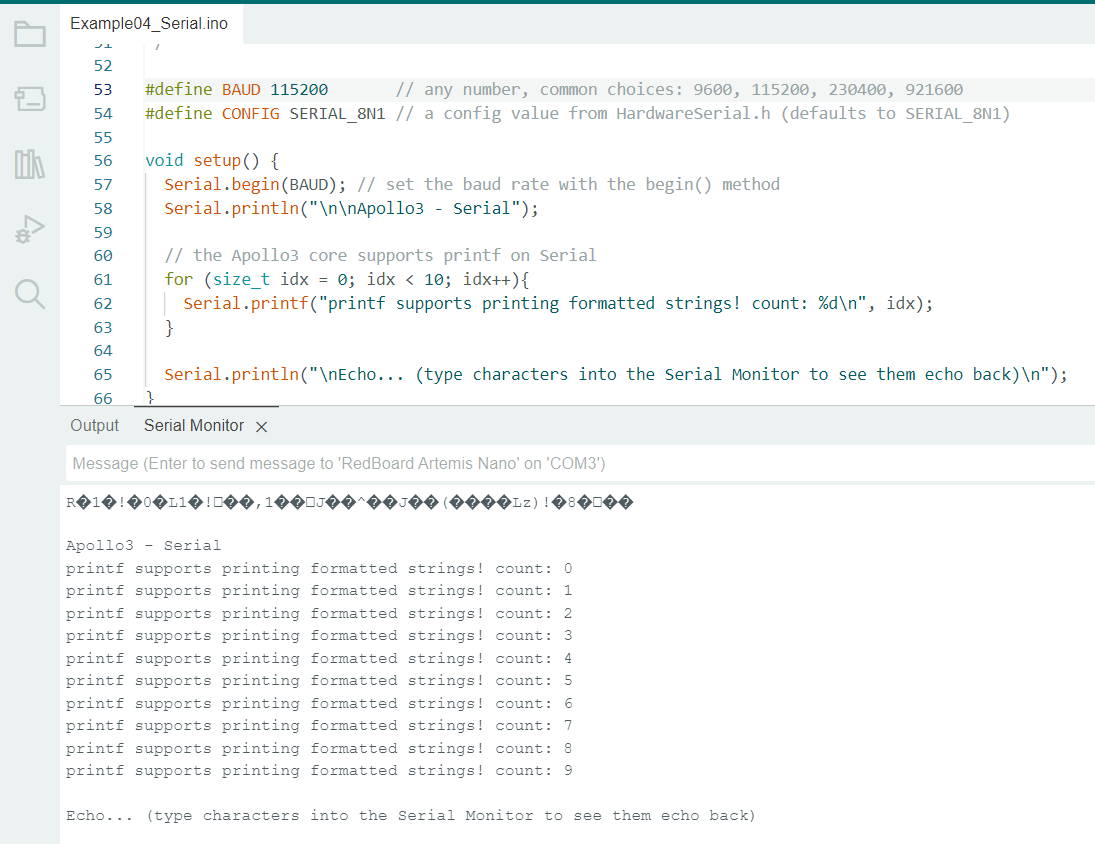 Example04_Serial.ino
51
52
53 #define BAUD 115200 // any number, common choices: 9600, 115200, 230400, 921600
54 #define CONFIG SERIAL_8N1 // a config value from HardwareSerial.h (defaults to SERIAL_8N1)
55
56 void setup() {
57 Serial.begin(BAUD); // set the baud rate with the begin() method
58 Serial.println("\n\nApollo3 - Serial");
59
60 // the Apollo3 core supports printf on Serial
61 for (size_t idx = 0; idx < 10; idx++){
62 Serial.printf("printf supports printing formatted strings! count: %d\n", idx);
63 }
64
65 Serial.println("\nEcho... (type characters into the Serial Monitor to see them echo back)\n");
66 }
Output Serial Monitor
Message (Enter to send message to 'RedBoard Artemis Nano' on 'COM3')
R�1�!�0�L1�!□��,1��□J��^��J��(����Lz)!�8�□��
Apollo3 - Serial
printf supports printing formatted strings! count: 0
printf supports printing formatted strings! count: 1
printf supports printing formatted strings! count: 2
printf supports printing formatted strings! count: 3
printf supports printing formatted strings! count: 4
printf supports printing formatted strings! count: 5
printf supports printing formatted strings! count: 6
printf supports printing formatted strings! count: 7
printf supports printing formatted strings! count: 8
printf supports printing formatted strings! count: 9
Echo... (type characters into the Serial Monitor to see them echo back)